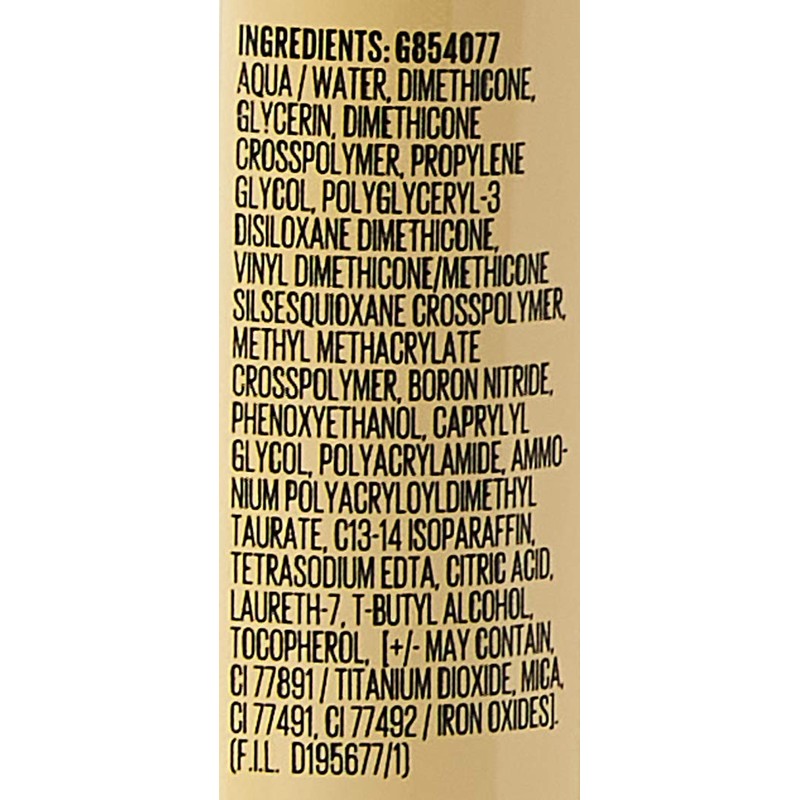 INGREDIENTS: G854077
AQUA / WATER, DIMETHICONE,
GLYCERIN, DIMETHICONE
CROSSPOLYMER, PROPYLENE
GLYCOL, POLYGLYCERYL-3
DISILOXANE DIMETHICONE,
VINYL DIMETHICONE/METHICONE
SILSESQUIOXANE CROSSPOLYMER,
METHYL METHACRYLATE
CROSSPOLYMER, BORON NITRIDE,
PHENOXYETHANOL, CAPRYLYL
GLYCOL, POLYACRYLAMIDE, AMMO-
NIUM POLYACRYLOYLDIMETHYL
TAURATE, C13-14 ISOPARAFFIN,
TETRASODIUM EDTA, CITRIC ACID,
LAURETH-7, T-BUTYL ALCOHOL,
TOCOPHEROL, [+/- MAY CONTAIN,
CI 77891 / TITANIUM DIOXIDE, MICA,
CI 77491, CI 77492 / IRON OXIDES].
(F.I.L. D195677/1)